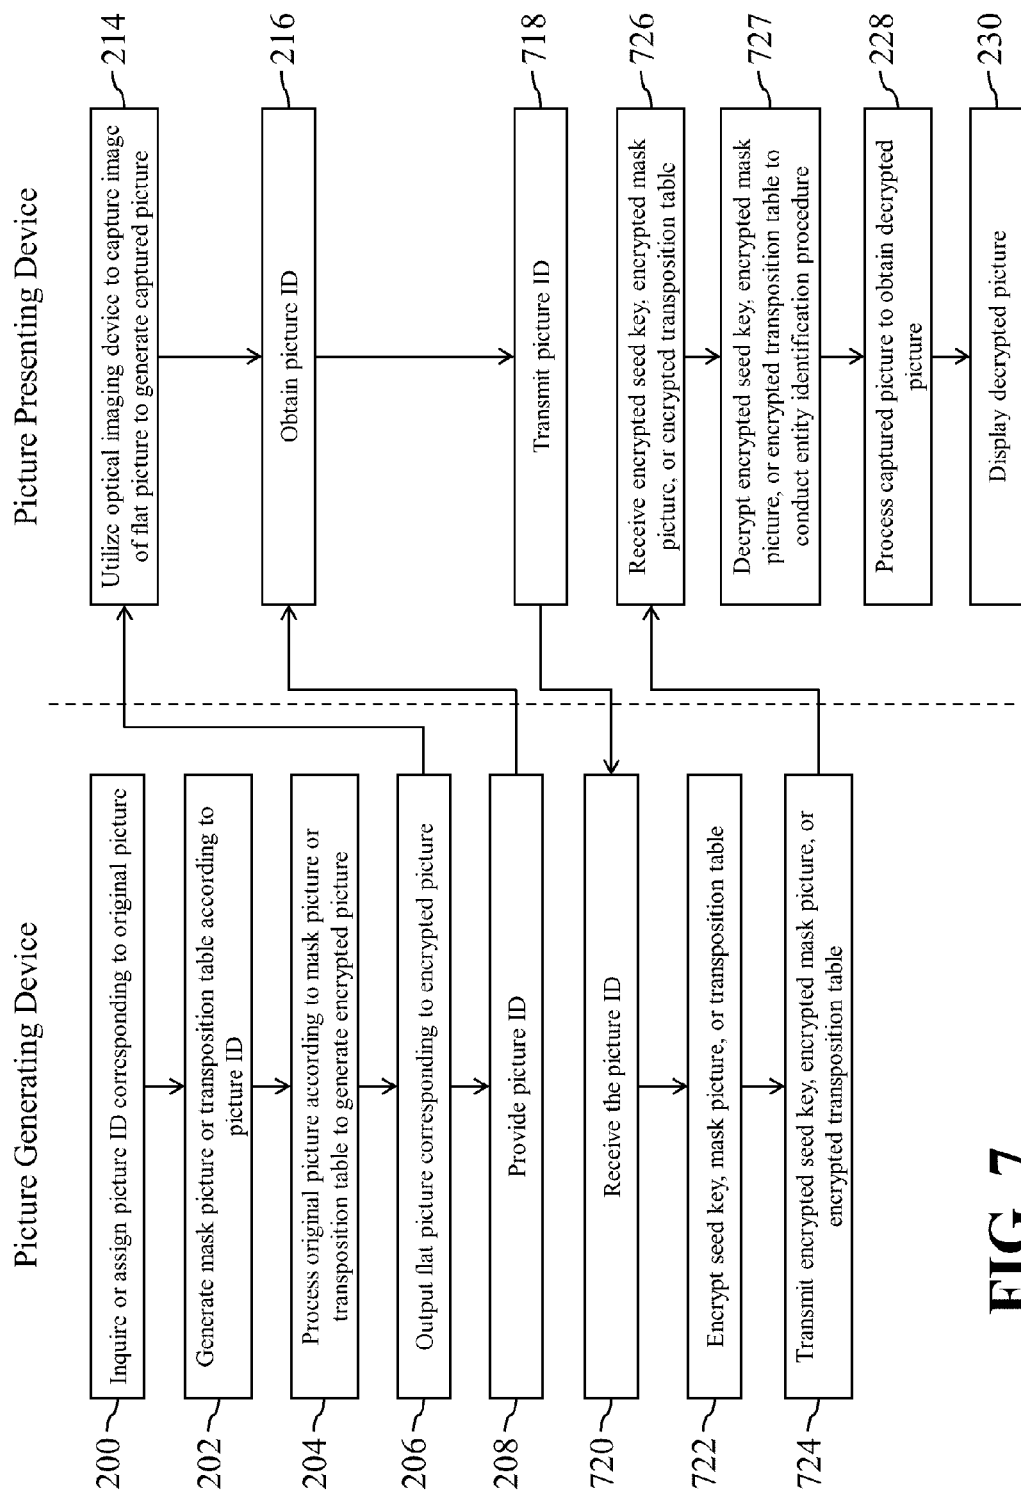 Picture Generating Device
200
Inquire or assign picture ID corresponding to original picture
202
Generate mask picture or transposition table according to
picture ID
204
Process original picture according to mask picture or
transposition table to generate encrypted picture
206
Output flat picture corresponding to encrypted picture
208
Provide picture ID
720
Receive the picture ID
722
Encrypt seed key, mask picture, or transposition table
724
Transmit encrypted seed key, encrypted mask picture, or
encrypted transposition table
Picture Presenting Device
Utilize optical imaging device to capture image
of flat picture to generate captured picture
214
Obtain picture ID
216
Transmit picture ID
718
Receive encrypted seed key, encrypted mask
picture, or encrypted transposition table
726
Decrypt encrypted seed key, encrypted mask
picture, or encrypted transposition table to
conduct entity identification procedure
727
Process captured picture to obtain decrypted
picture
228
Display decrypted picture
230
FIG. 7